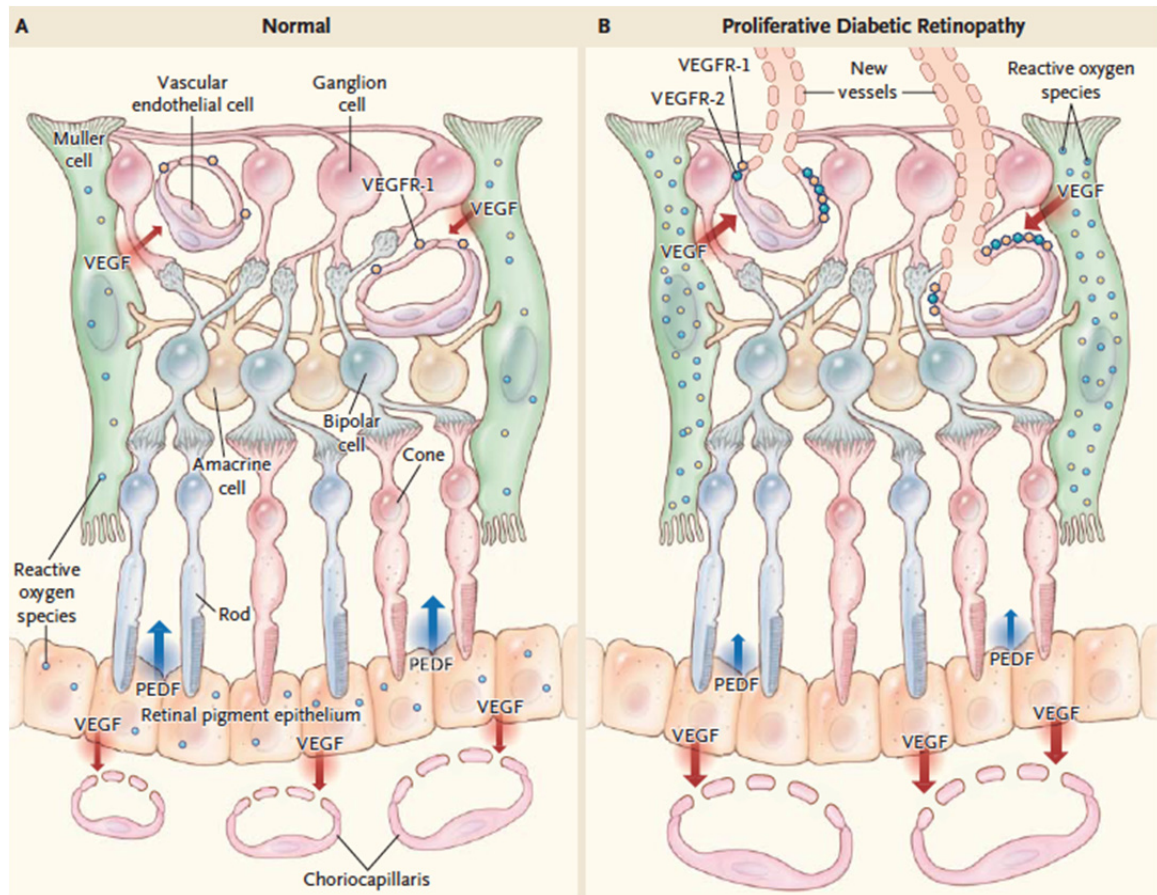 A
Normal
Vascular
endothelial cell
Ganglion
cell
Muller
cell
VEGFR-1
VEGF
VEGF
Bipolar
cell
Amacrine
cell
Cone
Reactive
oxygen
species
Rod
PEDF
PEDF
Retinal pigment epithelium
VEGF
VEGF
VEGF
Choriocapillaris
B
Proliferative Diabetic Retinopathy
VEGFR-1
VEGFR-2
New
vessels
Reactive oxygen
species
VEGF
VEGF
PEDF
PEDF
VEGF
VEGF
VEGF